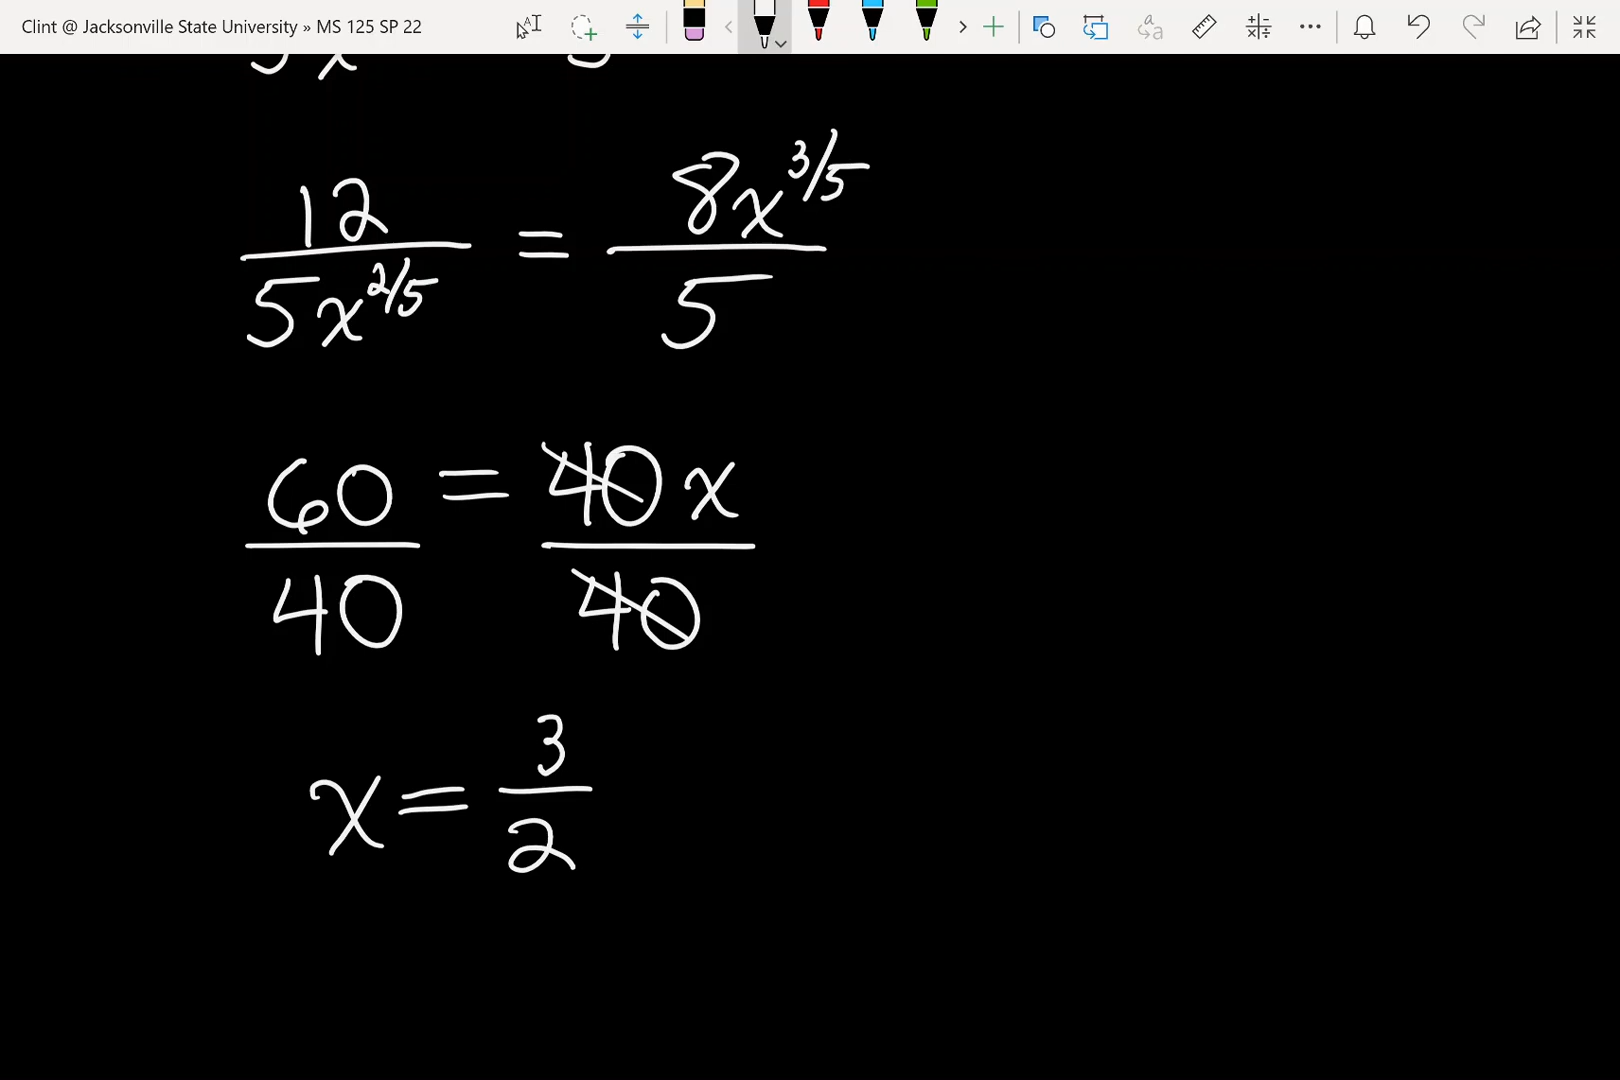 Clint @ Jacksonville State University » MS 125 SP 22
12 / 5x^{2/5} = 8x^{3/5} / 5
60 / 40 = 40x / 40
x = 3/2